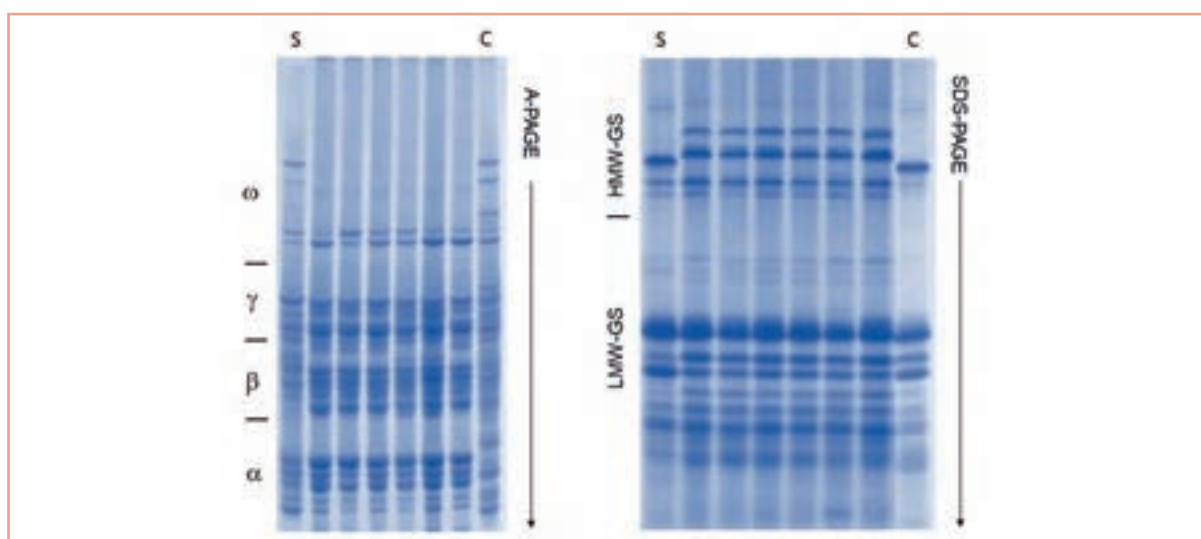 S C
A-PAGE
ω
γ
β
α
S C
SDS-PAGE
HMW-GS
LMW-GS